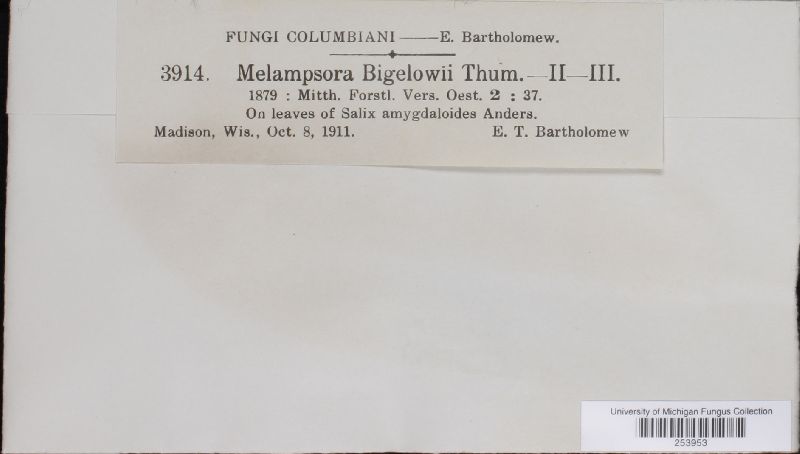 FUNGI COLUMBIANI——E. Bartholomew.
3914. Melampsora Bigelowii Thum.—II—III.
1879 : Mitth. Forstl. Vers. Oest. 2 : 37.
On leaves of Salix amygdaloides Anders.
Madison, Wis., Oct. 8, 1911. E. T. Bartholomew
University of Michigan Fungus Collection
253953